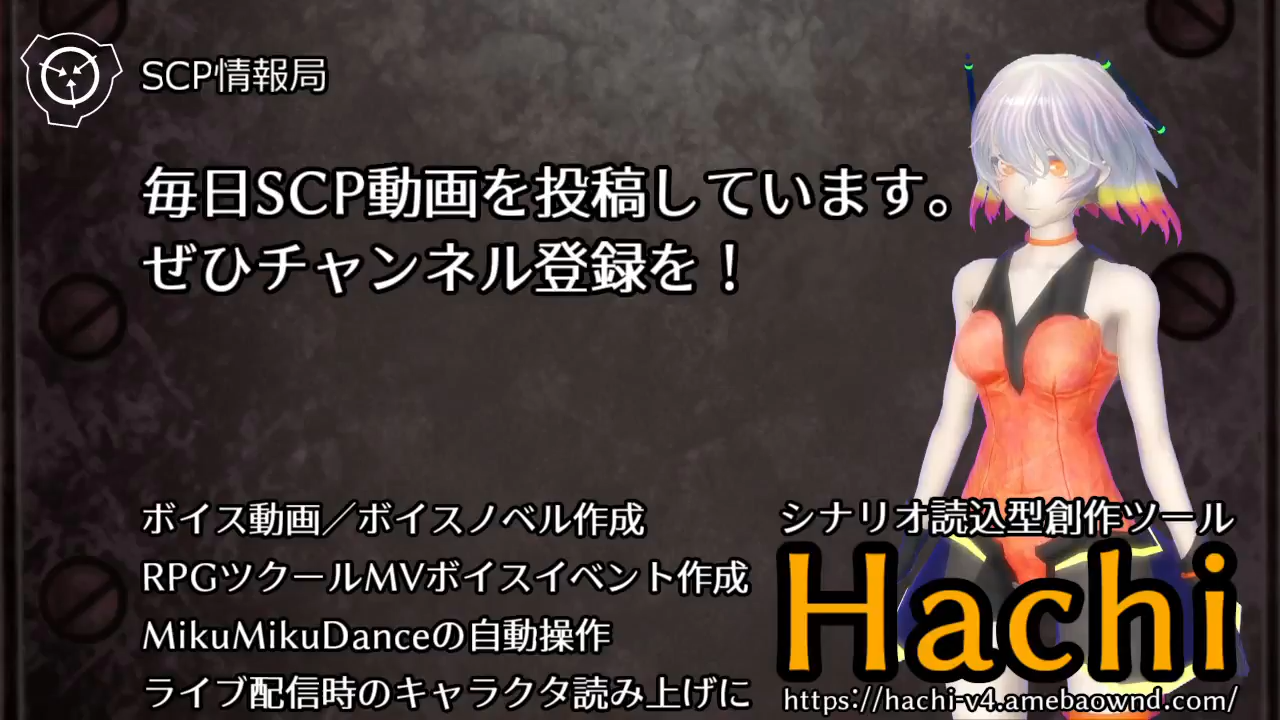 SCP情報局
毎日SCP動画を投稿しています。
ぜひチャンネル登録を！
ボイス動画／ボイスノベル作成
RPGツクールMVボイスイベント作成
MikuMikuDanceの自動操作
ライブ配信時のキャラクタ読み上げに
シナリオ読込型創作ツール
Hachi
https://hachi-v4.amebaownd.com/